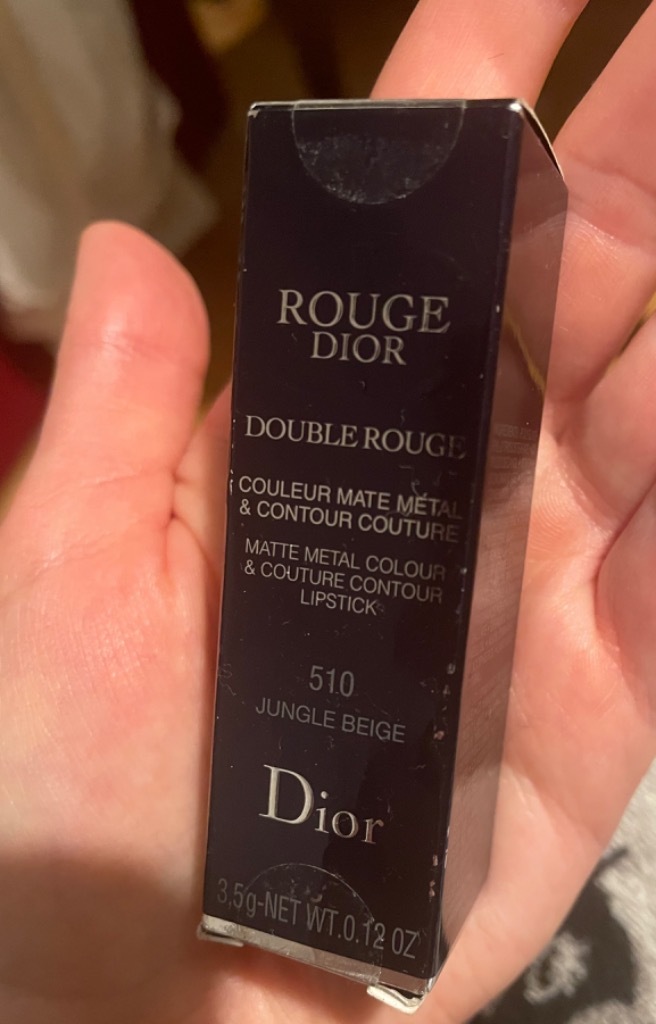 ROUGE
DIOR
DOUBLE ROUGE
COULEUR MATE MÉTAL
& CONTOUR COUTURE
MATTE METAL COLOUR
& COUTURE CONTOUR
LIPSTICK
510
JUNGLE BEIGE
Dior
3,5g-NET WT.0.12 OZ